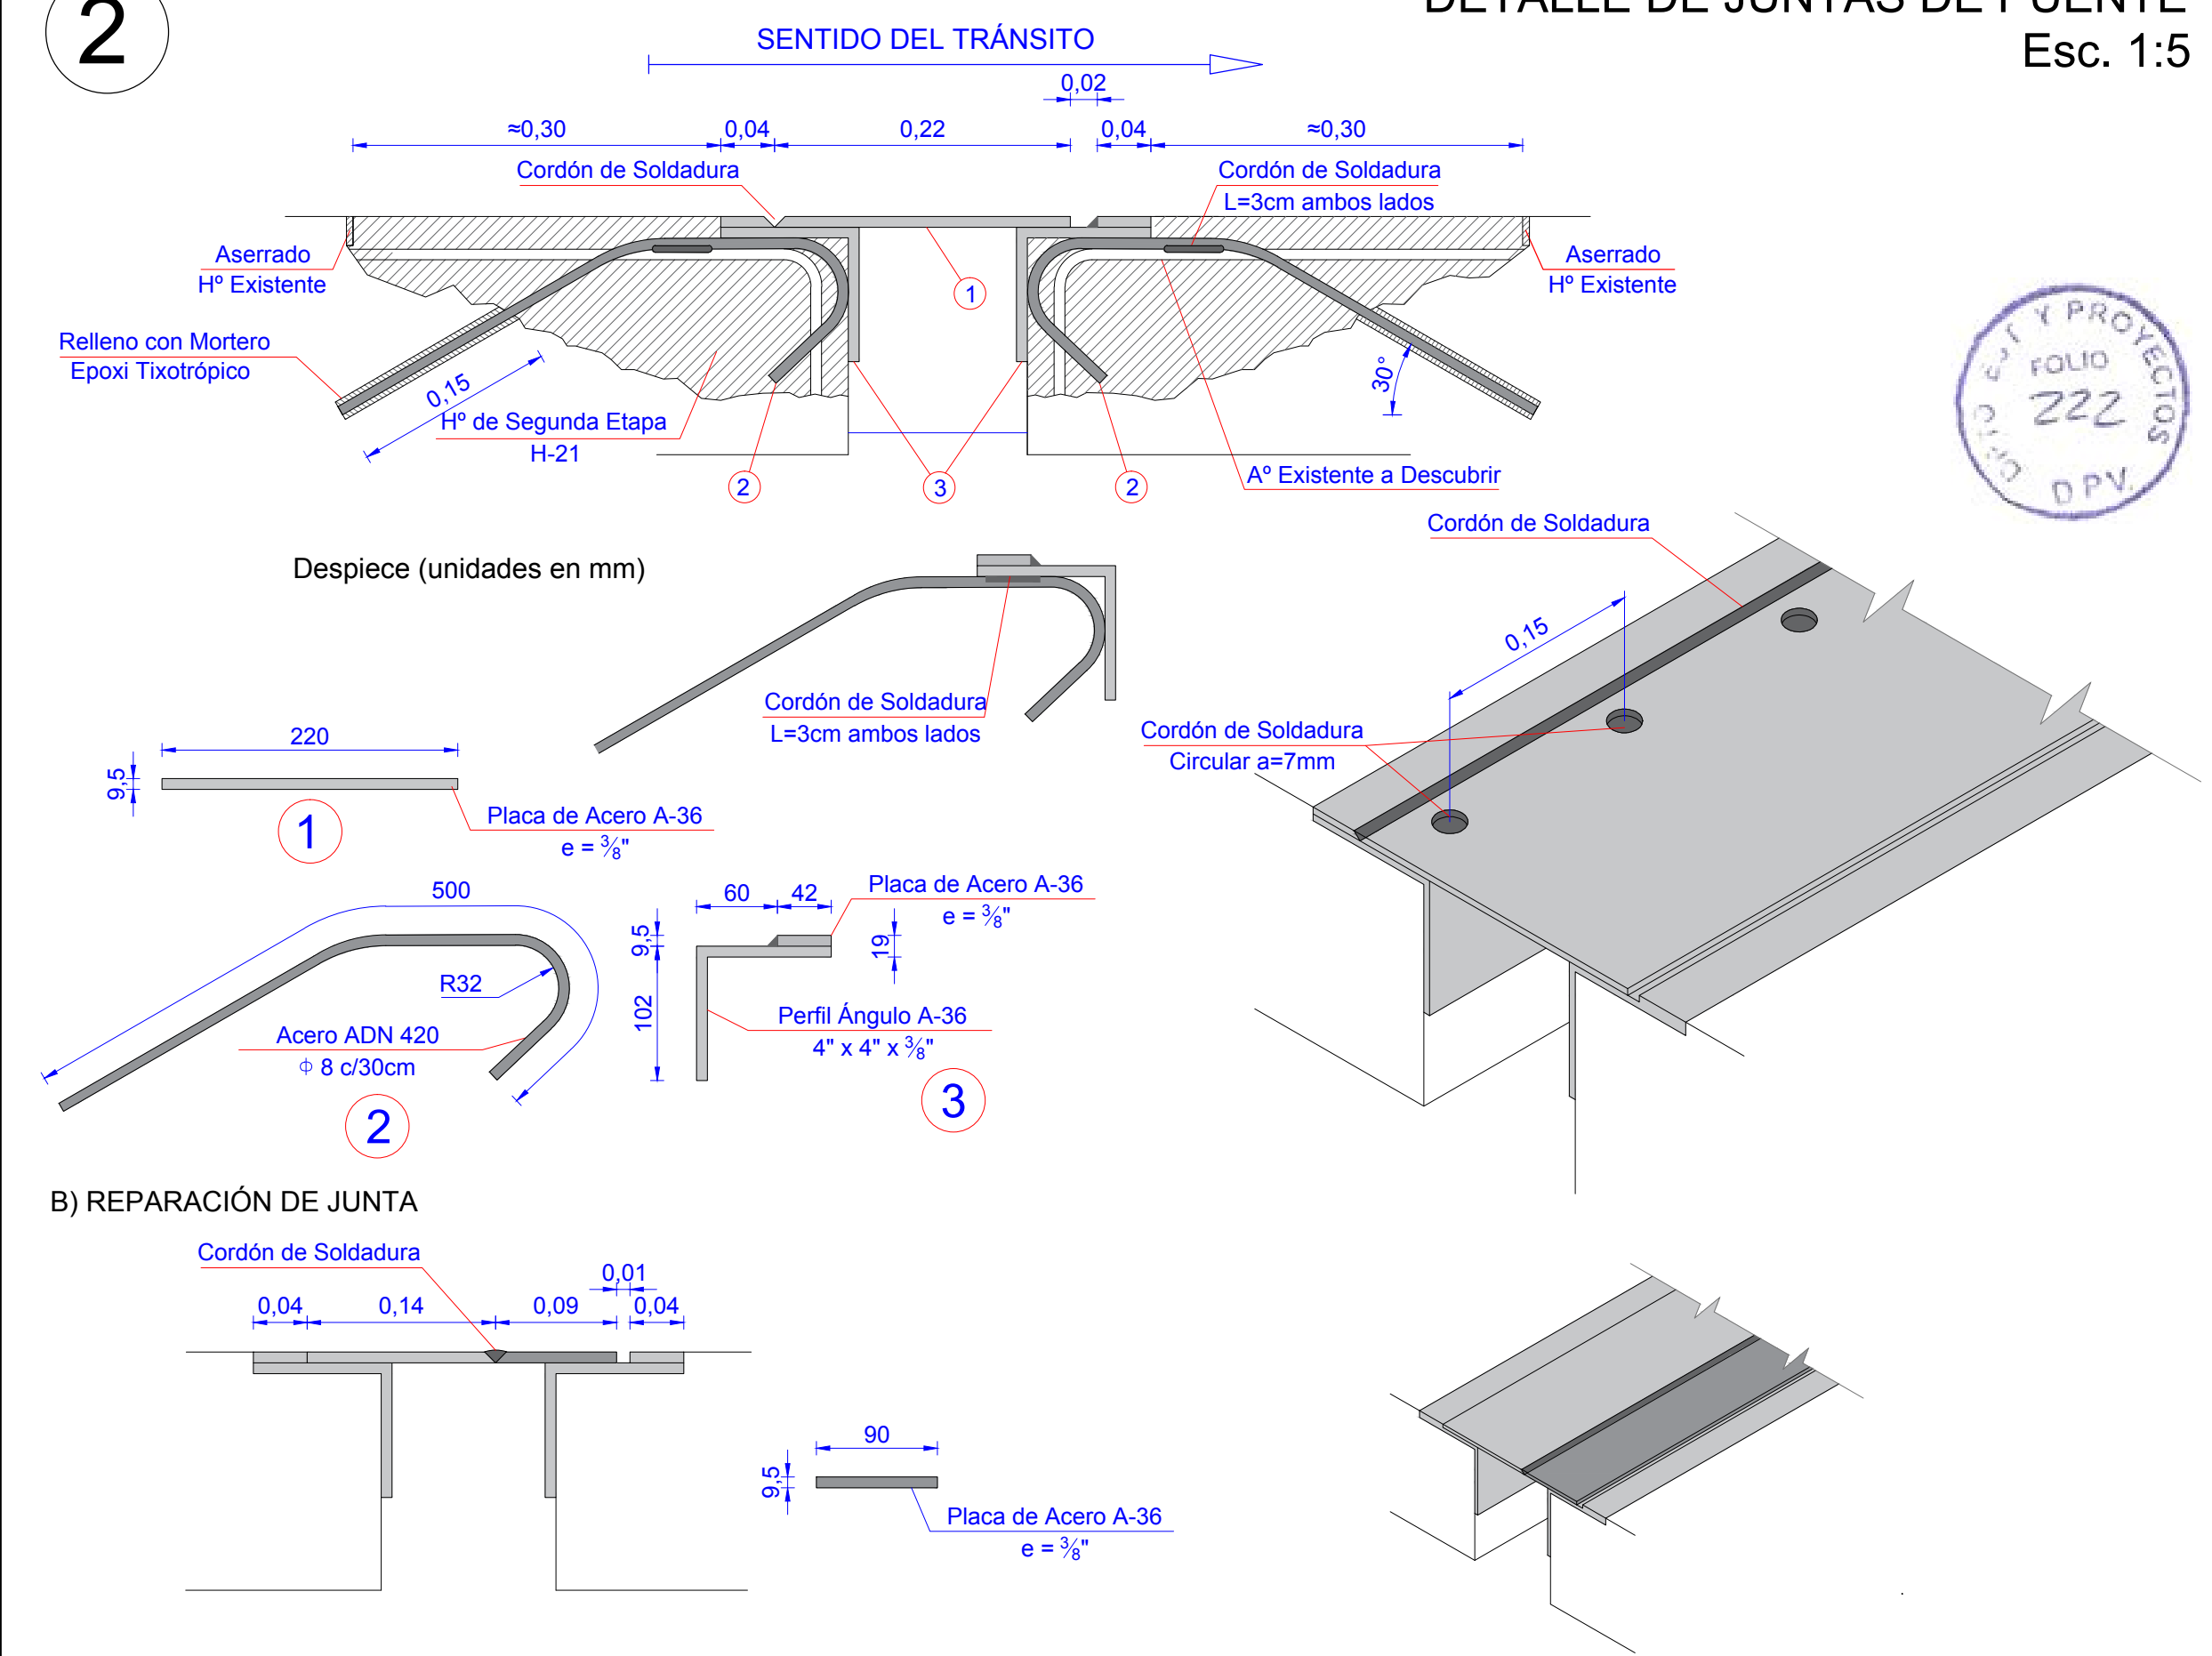 2
DETALLE DE JUNTAS DE PUENTE
Esc. 1:5
SENTIDO DEL TRÁNSITO
0,02
≈0,30
0,04
0,22
0,04
≈0,30
Cordón de Soldadura
Cordón de Soldadura
L=3cm ambos lados
Aserrado
Hº Existente
Aserrado
Hº Existente
1
Relleno con Mortero
Epoxi Tixotrópico
0,15
30°
Hº de Segunda Etapa
H-21
2
3
2
Aº Existente a Descubrir
Y PROYECTOS
FOLIO
222
D P V.
Despiece (unidades en mm)
Cordón de Soldadura
L=3cm ambos lados
Cordón de Soldadura
0,15
Cordón de Soldadura
Circular a=7mm
220
9,5
1
Placa de Acero A-36
e = 3/8"
500
R32
Acero ADN 420
ϕ 8 c/30cm
2
60
42
Placa de Acero A-36
e = 3/8"
9,5
19
102
Perfil Ángulo A-36
4" x 4" x 3/8"
3
B) REPARACIÓN DE JUNTA
Cordón de Soldadura
0,01
0,04
0,14
0,09
0,04
90
9,5
Placa de Acero A-36
e = 3/8"